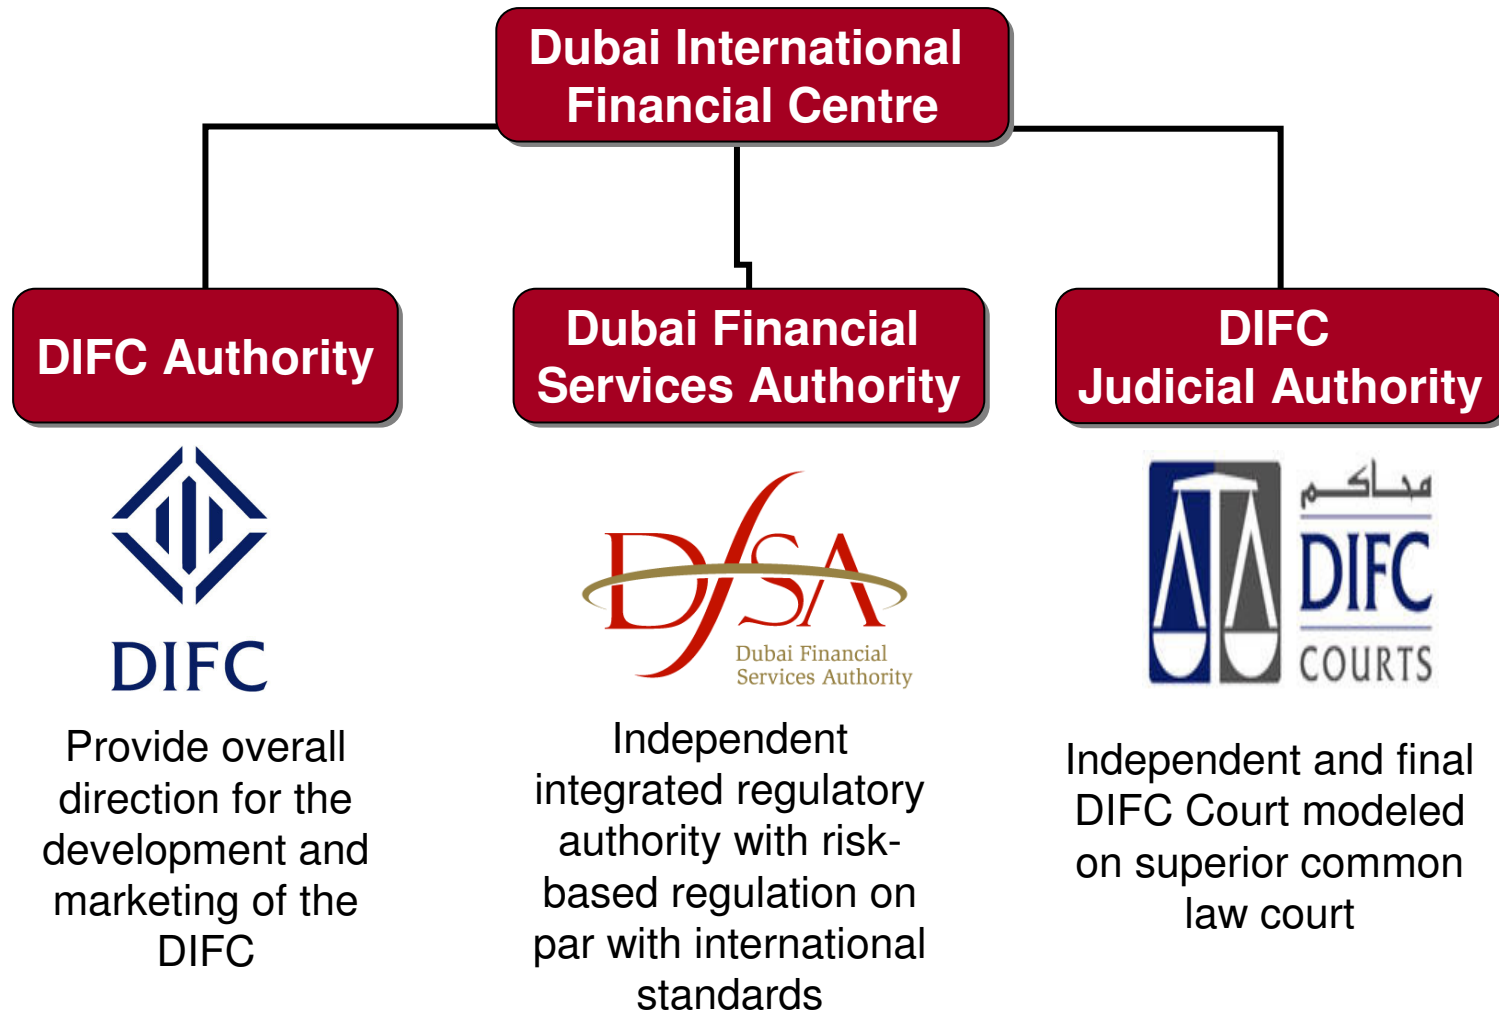 Dubai International
Financial Centre
DIFC Authority
Dubai Financial
Services Authority
DIFC
Judicial Authority
DIFC
DFSA
Dubai Financial
Services Authority
محاكم
DIFC
COURTS
Provide overall
direction for the
development and
marketing of the
DIFC
Independent
integrated regulatory
authority with risk-
based regulation on
par with international
standards
Independent and final
DIFC Court modeled
on superior common
law court